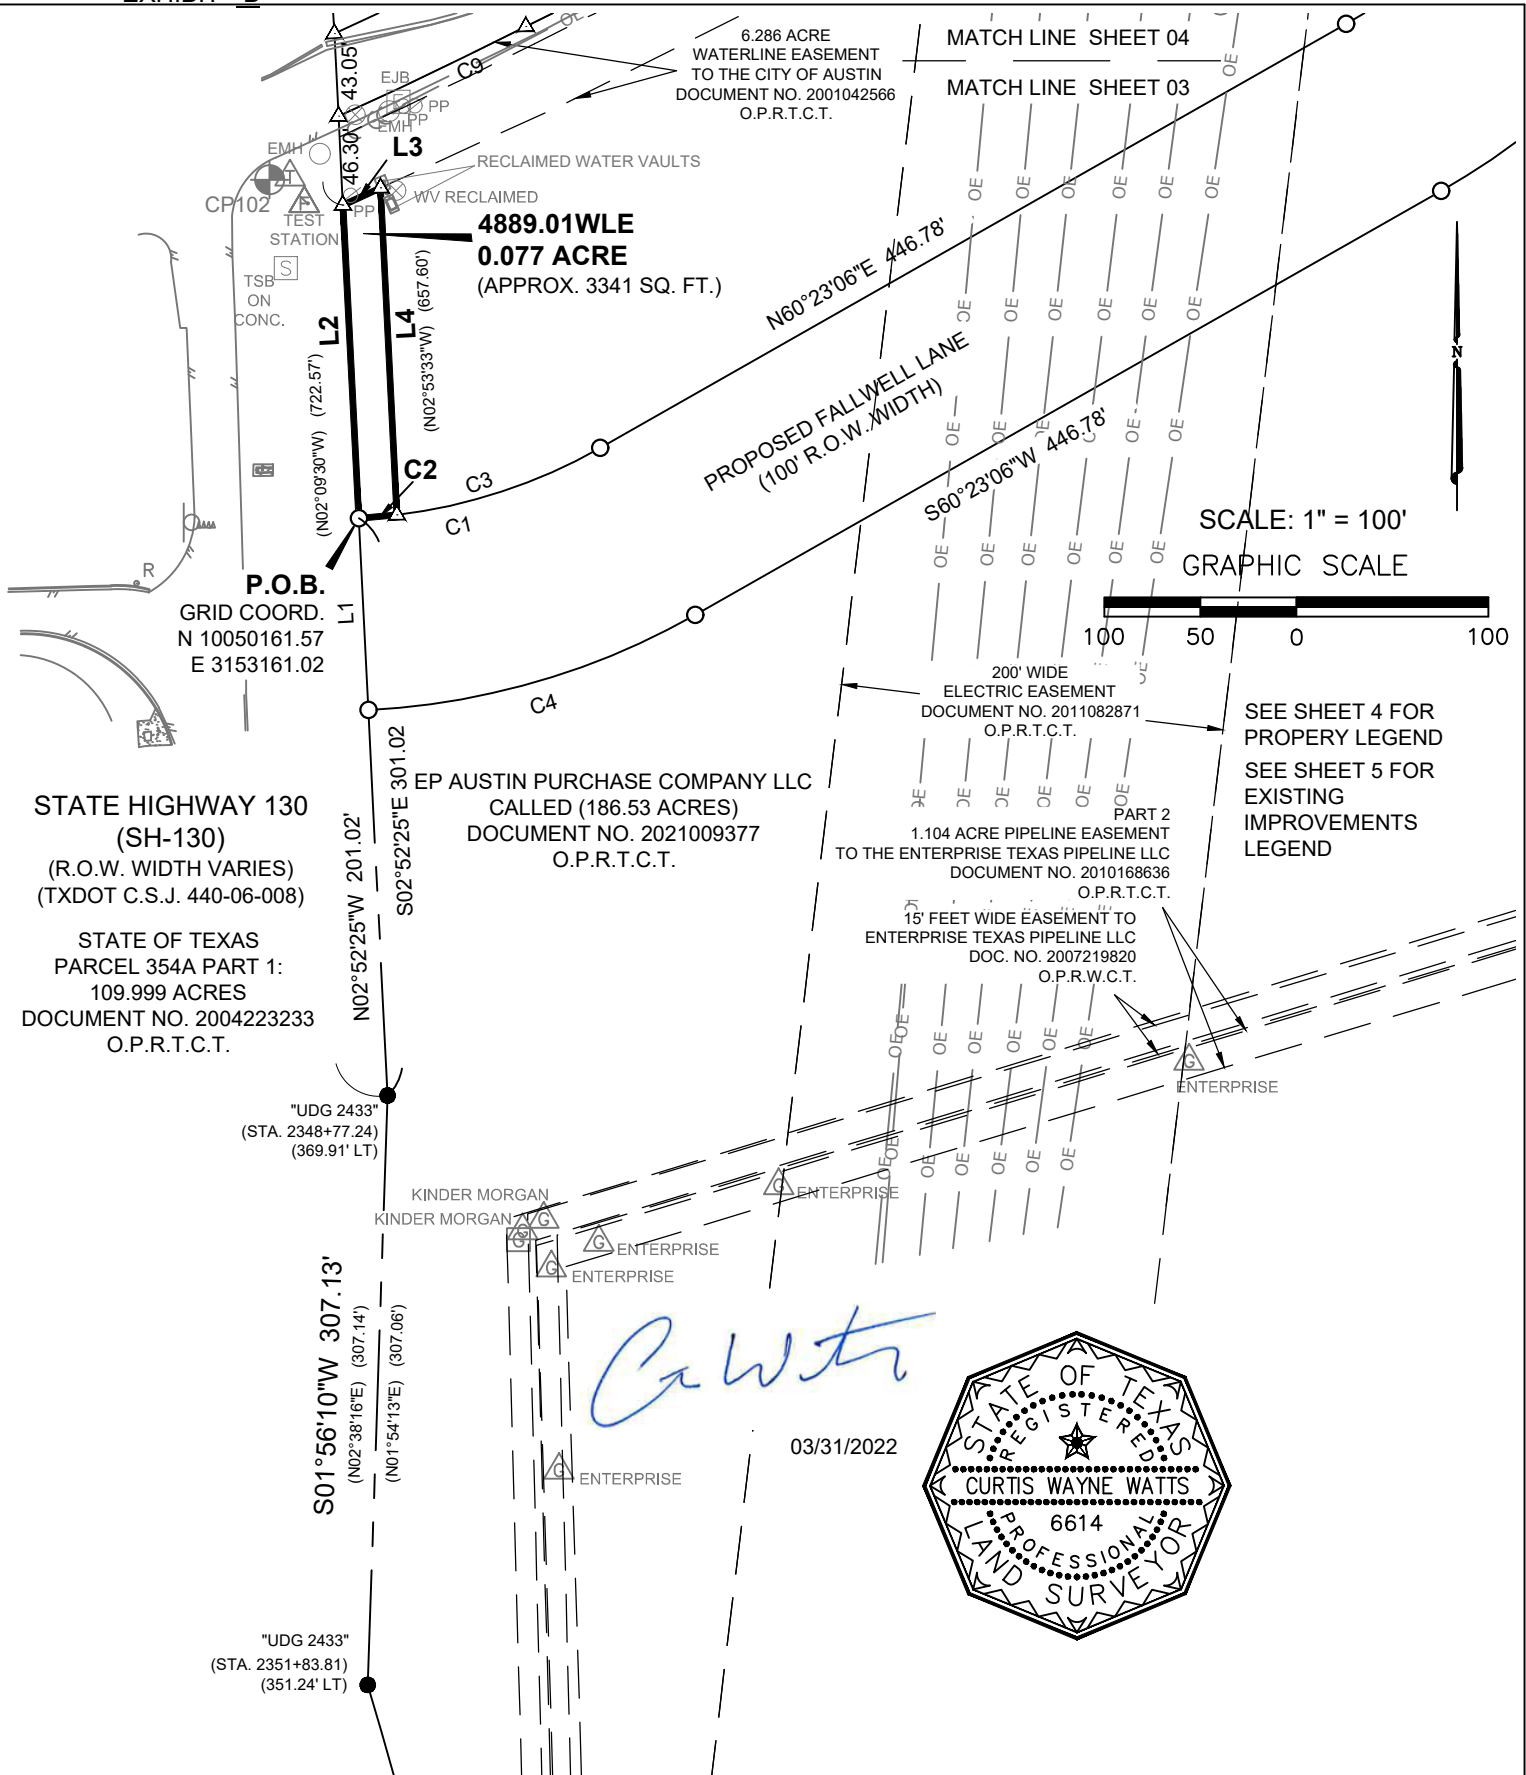 6.286 ACRE
WATERLINE EASEMENT
TO THE CITY OF AUSTIN
DOCUMENT NO. 2001042566
O.P.R.T.C.T.
MATCH LINE SHEET 04
MATCH LINE SHEET 03
43.05'
C9
EJB
PP
PP
EMH
EMH
46.30'
L3
RECLAIMED WATER VAULTS
WV RECLAIMED
T
CP102
F
PP
TEST
STATION
4889.01WLE
0.077 ACRE
(APPROX. 3341 SQ. FT.)
S
TSB
ON
CONC.
L2
(N02°09'30"W) (722.57')
L4
(N02°53'33"W) (657.60')
N60°23'06"E 446.78'
PROPOSED FALLWELL LANE
(100' R.O.W. WIDTH)
S60°23'06"W 446.78'
N
C2
C3
C1
SCALE: 1" = 100'
GRAPHIC SCALE
100 50 0 100
R
P.O.B.
GRID COORD.
N 10050161.57
E 3153161.02
L1
C4
200' WIDE
ELECTRIC EASEMENT
DOCUMENT NO. 2011082871
O.P.R.T.C.T.
SEE SHEET 4 FOR
PROPERY LEGEND
SEE SHEET 5 FOR
EXISTING
IMPROVEMENTS
LEGEND
STATE HIGHWAY 130
(SH-130)
(R.O.W. WIDTH VARIES)
(TXDOT C.S.J. 440-06-008)
STATE OF TEXAS
PARCEL 354A PART 1:
109.999 ACRES
DOCUMENT NO. 2004223233
O.P.R.T.C.T.
N02°52'25"W 201.02'
S02°52'25"E 301.02
EP AUSTIN PURCHASE COMPANY LLC
CALLED (186.53 ACRES)
DOCUMENT NO. 2021009377
O.P.R.T.C.T.
PART 2
1.104 ACRE PIPELINE EASEMENT
TO THE ENTERPRISE TEXAS PIPELINE LLC
DOCUMENT NO. 2010168636
O.P.R.T.C.T.
15' FEET WIDE EASEMENT TO
ENTERPRISE TEXAS PIPELINE LLC
DOC. NO. 2007219820
O.P.R.W.C.T.
OE OE OE OE OE OE
G
ENTERPRISE
"UDG 2433"
(STA. 2348+77.24)
(369.91' LT)
G ENTERPRISE
KINDER MORGAN G
KINDER MORGAN G
G
G ENTERPRISE
G ENTERPRISE
S01°56'10"W 307.13'
(N02°38'16"E) (307.14')
(N01°54'13"E) (307.06')
G ENTERPRISE
03/31/2022
STATE OF TEXAS
REGISTERED
CURTIS WAYNE WATTS
6614
PROFESSIONAL
LAND SURVEYOR
"UDG 2433"
(STA. 2351+83.81)
(351.24' LT)